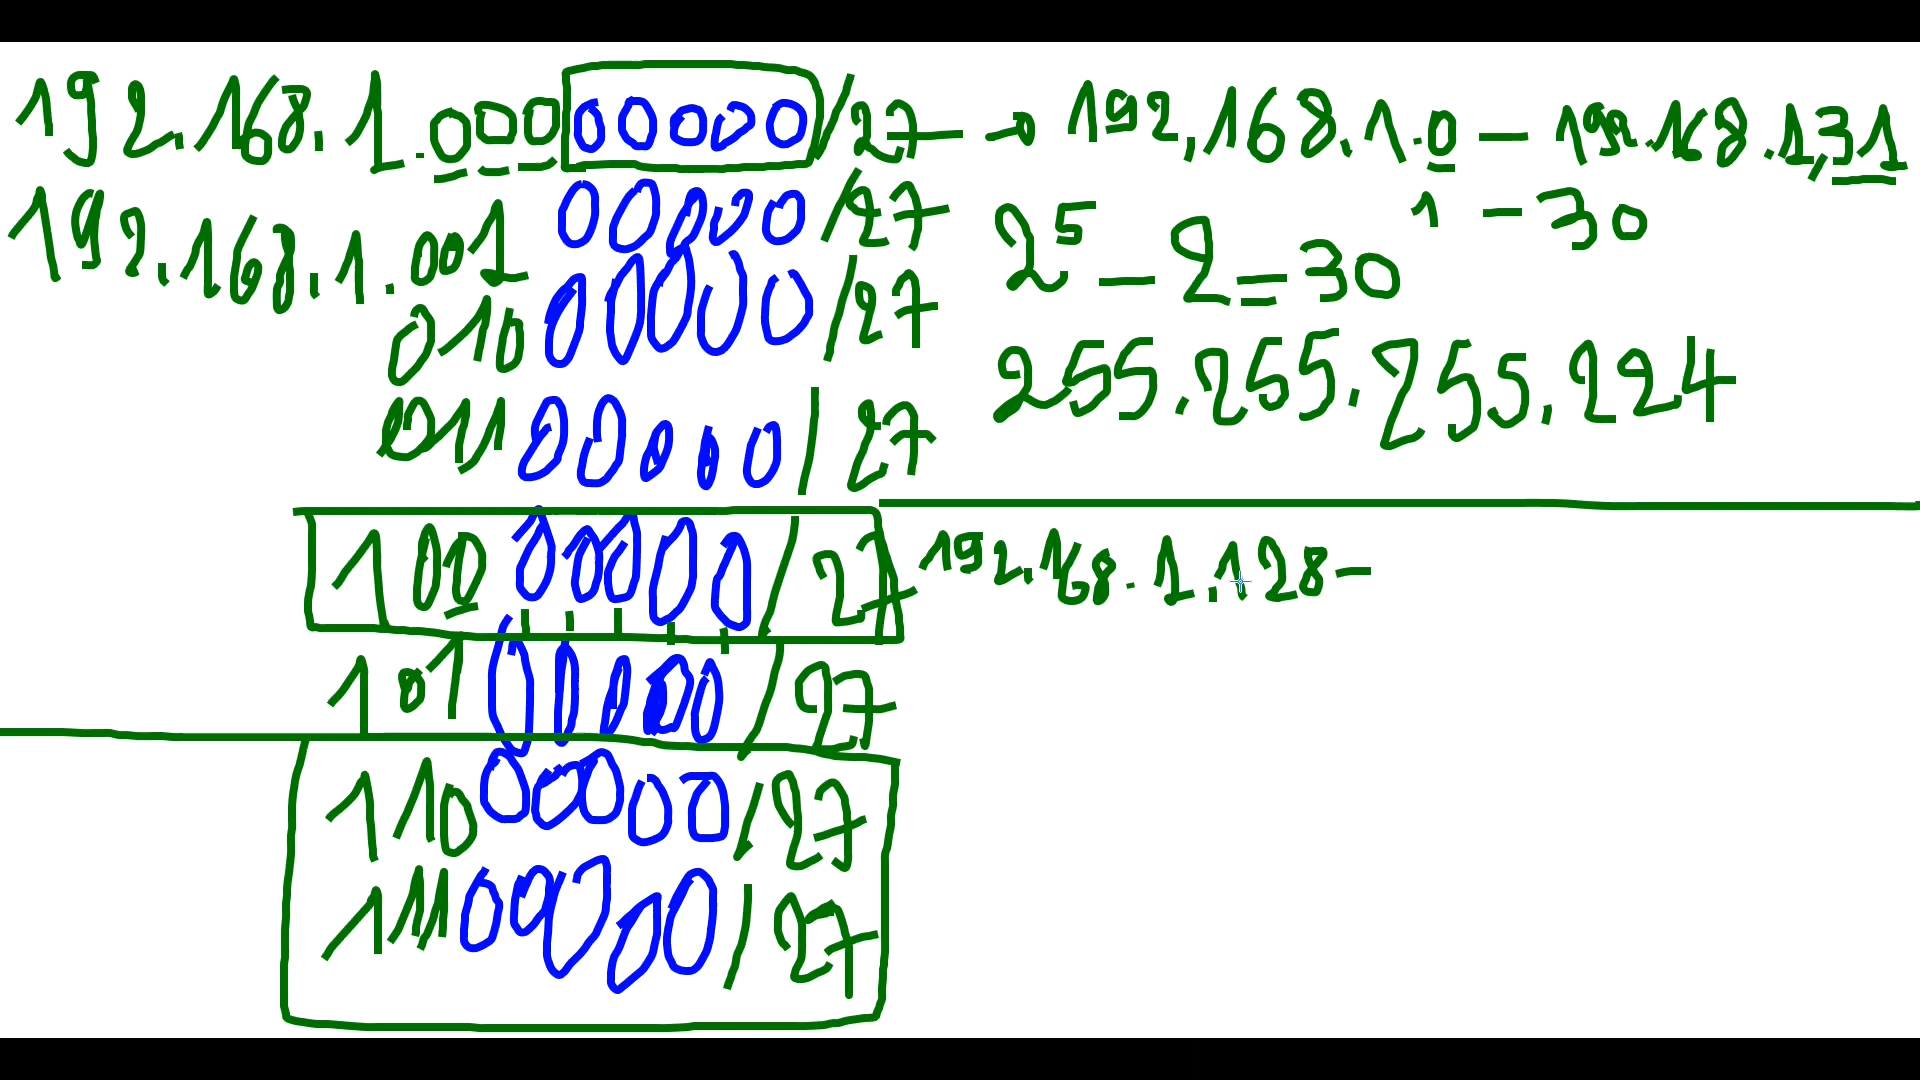 192.168.1.00000000/27 → 192.168.1.0 - 192.168.1.31
192.168.1.00100000/27
1 - 30
2⁵ - 2 = 30
01000000/27
255.255.255.224
01100000/27
10000000/27 192.168.1.128 -
10100000/27
11000000/27
11100000/27